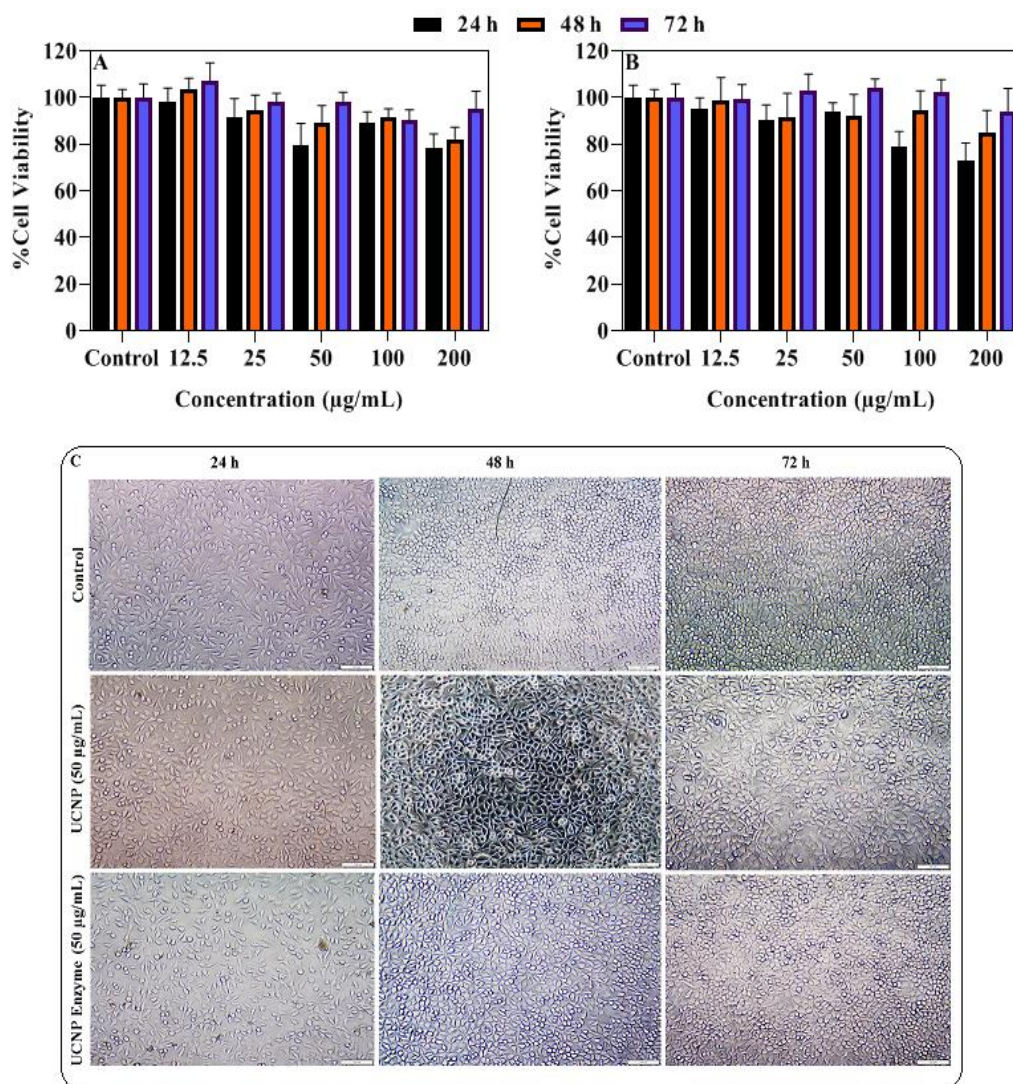 24 h 48 h 72 h
A
%Cell Viability
120
100
80
60
40
20
0
Control 12.5 25 50 100 200
Concentration (µg/mL)
B
%Cell Viability
120
100
80
60
40
20
0
Control 12.5 25 50 100 200
Concentration (µg/mL)
C
24 h 48 h 72 h
Control
UCNP (50 µg/mL)
UCNP Enzyme (50 µg/mL)